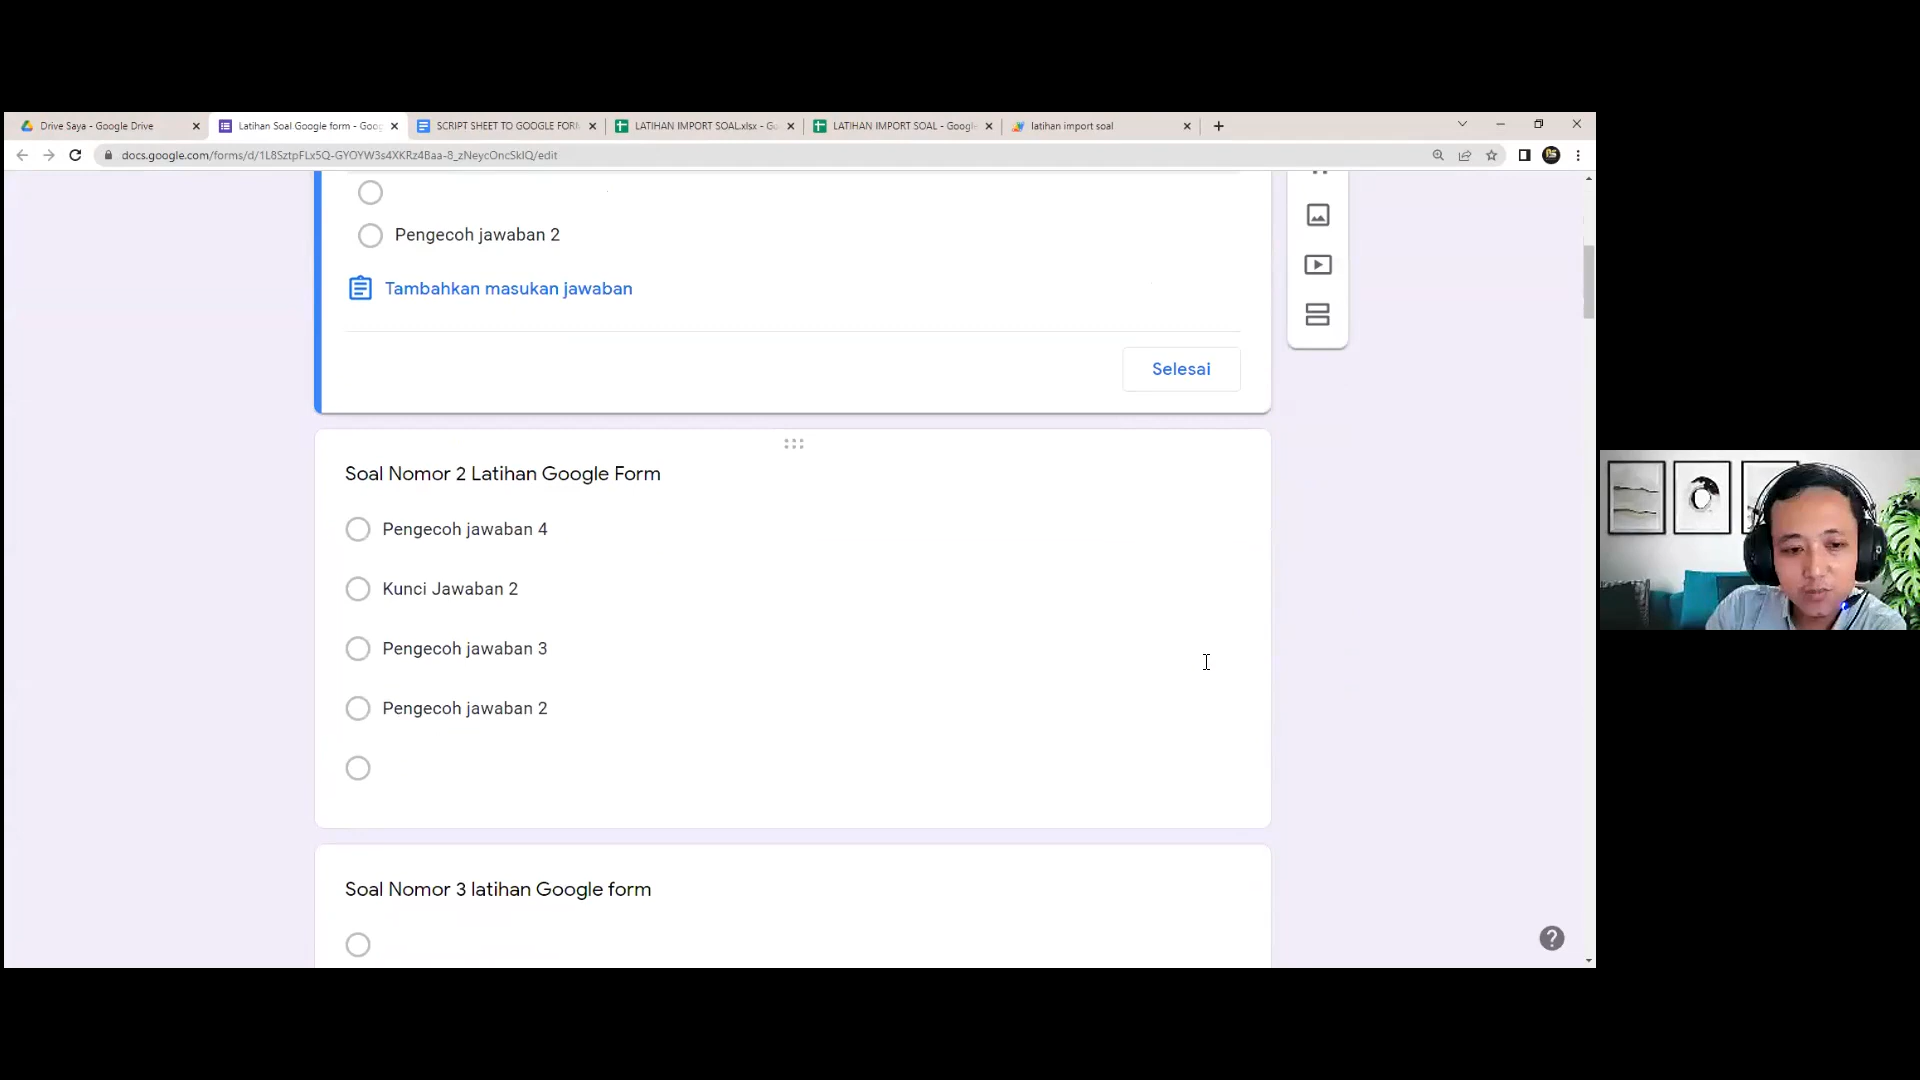 Drive Saya - Google Drive
Latihan Soal Google form - Goog
SCRIPT SHEET TO GOOGLE FORM
LATIHAN IMPORT SOAL.xlsx - Go
LATIHAN IMPORT SOAL - Google
latihan import soal
docs.google.com/forms/d/1L8SztpFLx5Q-GYOYW3s4XKRz4Baa-8_zNeycOncSkIQ/edit
Pengecoh jawaban 2
Tambahkan masukan jawaban
Selesai
Soal Nomor 2 Latihan Google Form
Pengecoh jawaban 4
Kunci Jawaban 2
Pengecoh jawaban 3
Pengecoh jawaban 2
Soal Nomor 3 latihan Google form